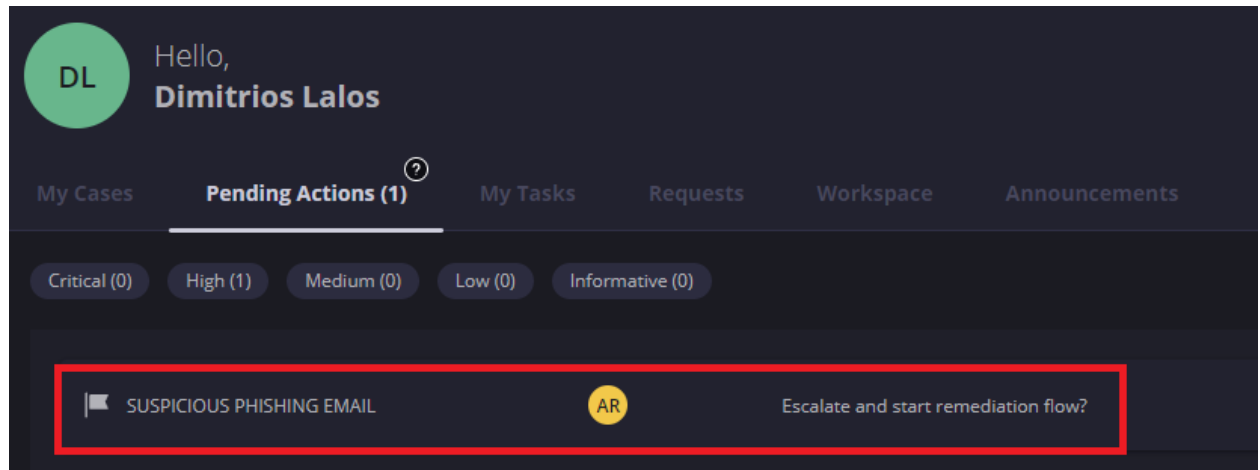 DL
Hello,
Dimitrios Lalos
?
My Cases Pending Actions (1) My Tasks Requests Workspace Announcements
Critical (0) High (1) Medium (0) Low (0) Informative (0)
SUSPICIOUS PHISHING EMAIL AR Escalate and start remediation flow?